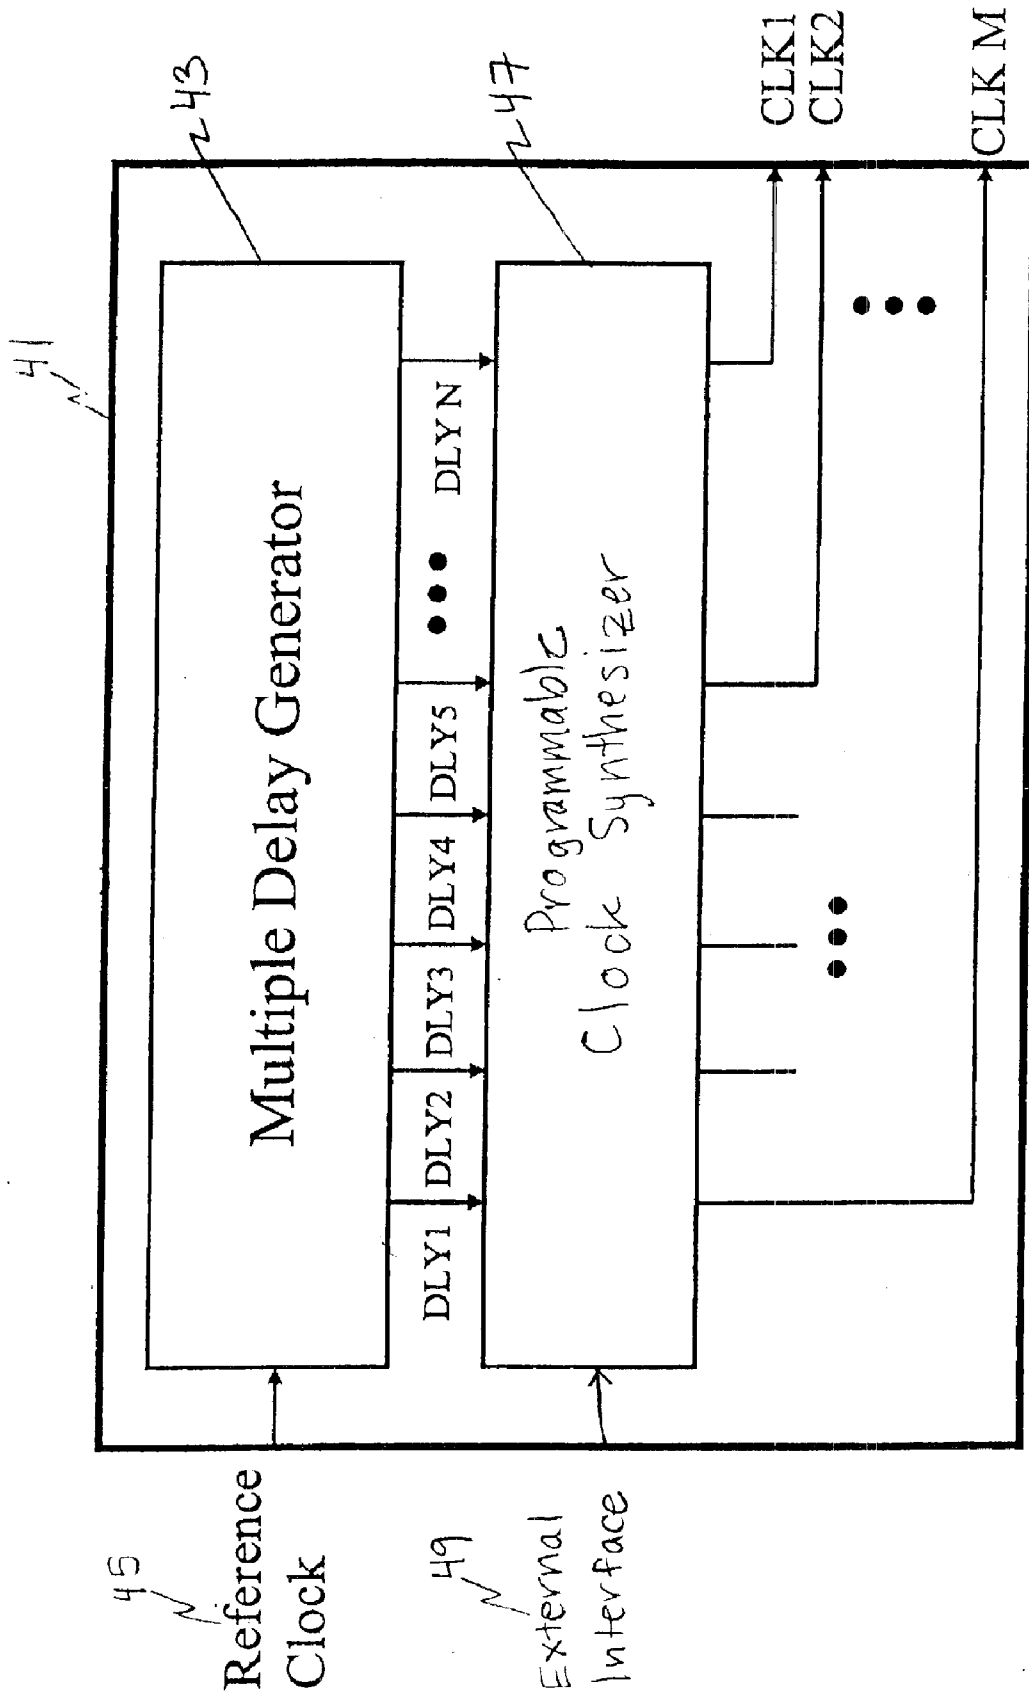 41
43
Multiple Delay Generator
45
Reference
Clock
DLY1 DLY2 DLY3 DLY4 DLY5 DLY N
47
Programmable
Clock Synthesizer
49
External
Interface
CLK1
CLK2
CLK M